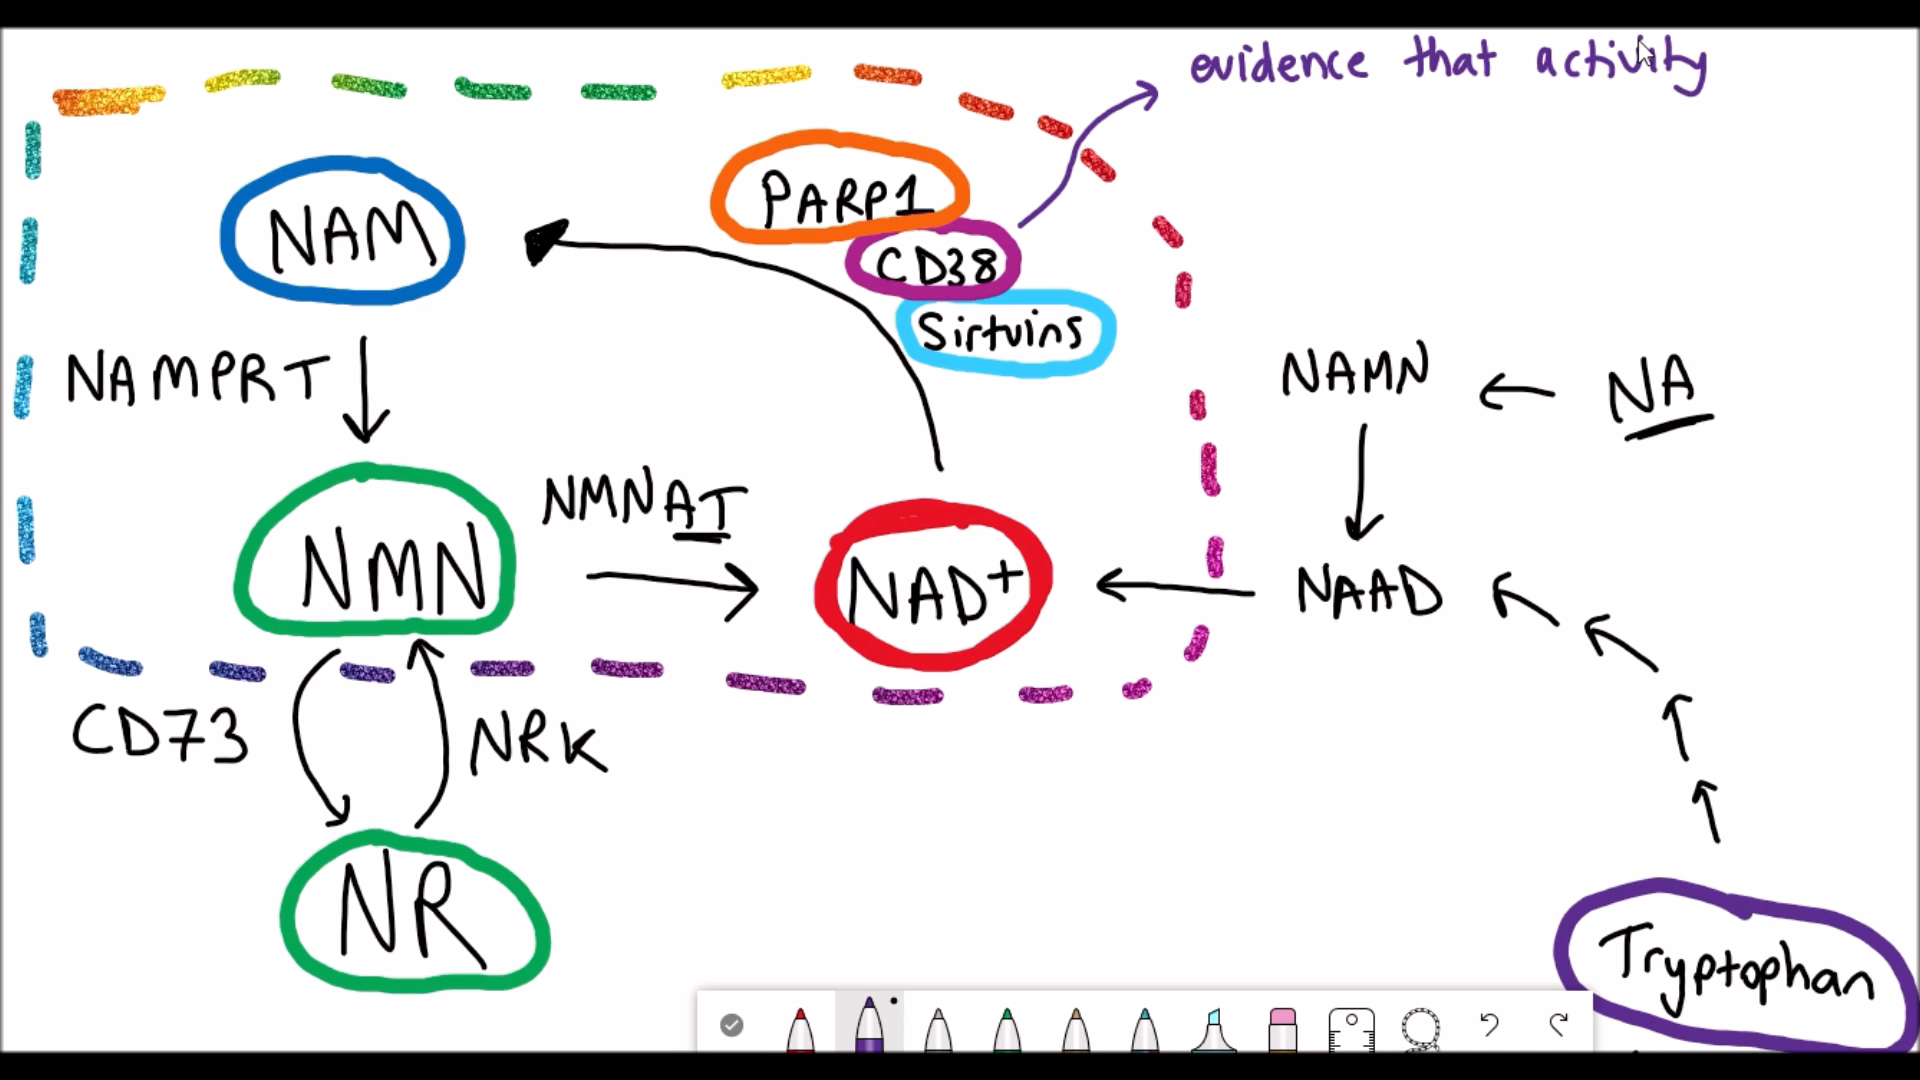 evidence that activity
PARP1
NAM
CD38
Sirtuins
NAMPRT
NAMN
NA
NMNAT
NMN
NAD+
NAAD
CD73
NRK
NR
Tryptophan